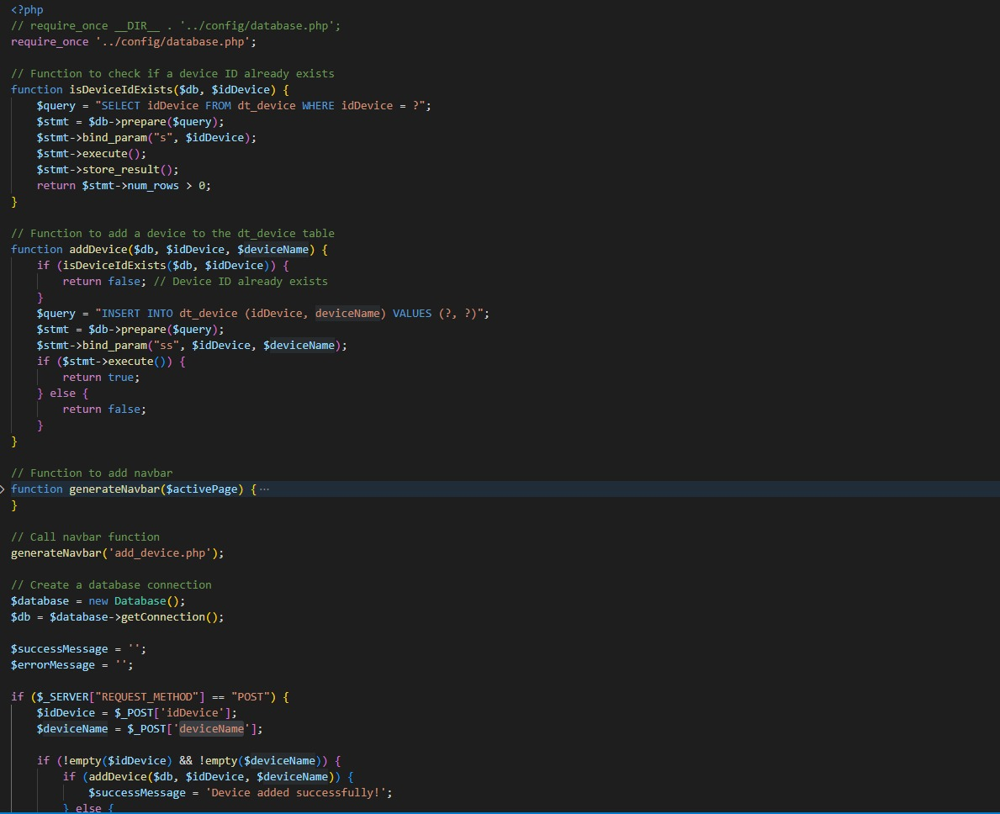 <?php
// require_once __DIR__ . '../config/database.php';
require_once '../config/database.php';

// Function to check if a device ID already exists
function isDeviceIdExists($db, $idDevice) {
    $query = "SELECT idDevice FROM dt_device WHERE idDevice = ?";
    $stmt = $db->prepare($query);
    $stmt->bind_param("s", $idDevice);
    $stmt->execute();
    $stmt->store_result();
    return $stmt->num_rows > 0;
}

// Function to add a device to the dt_device table
function addDevice($db, $idDevice, $deviceName) {
    if (isDeviceIdExists($db, $idDevice)) {
        return false; // Device ID already exists
    }
    $query = "INSERT INTO dt_device (idDevice, deviceName) VALUES (?, ?)";
    $stmt = $db->prepare($query);
    $stmt->bind_param("ss", $idDevice, $deviceName);
    if ($stmt->execute()) {
        return true;
    } else {
        return false;
    }
}

// Function to add navbar
function generateNavbar($activePage) { ···
}

// Call navbar function
generateNavbar('add_device.php');

// Create a database connection
$database = new Database();
$db = $database->getConnection();

$successMessage = '';
$errorMessage = '';

if ($_SERVER["REQUEST_METHOD"] == "POST") {
    $idDevice = $_POST['idDevice'];
    $deviceName = $_POST['deviceName'];

    if (!empty($idDevice) && !empty($deviceName)) {
        if (addDevice($db, $idDevice, $deviceName)) {
            $successMessage = 'Device added successfully!';
        } else {